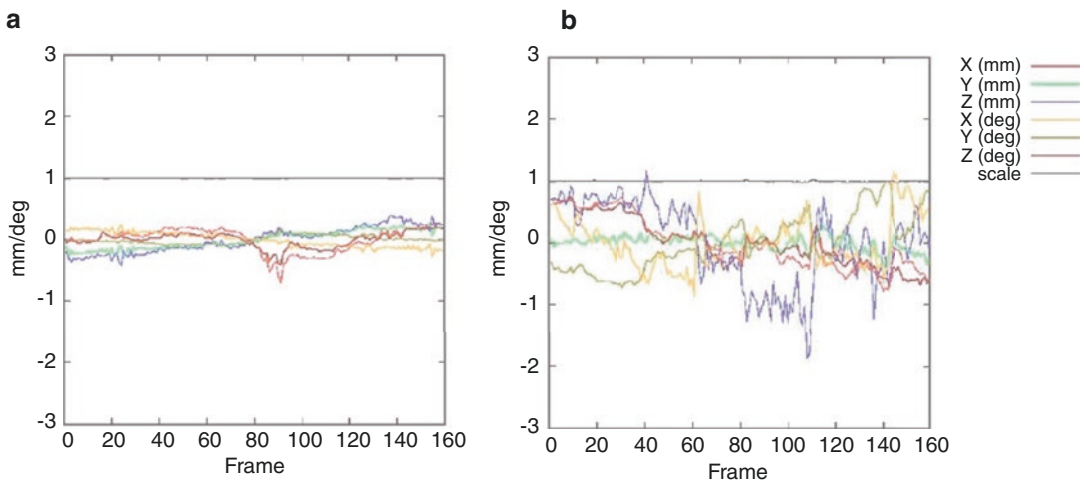 a
3
2
1
0
-1
-2
-3
mm/deg
0 20 40 60 80 100 120 140 160
Frame
b
3
2
1
0
-1
-2
-3
mm/deg
0 20 40 60 80 100 120 140 160
Frame
X (mm)
Y (mm)
Z (mm)
X (deg)
Y (deg)
Z (deg)
scale